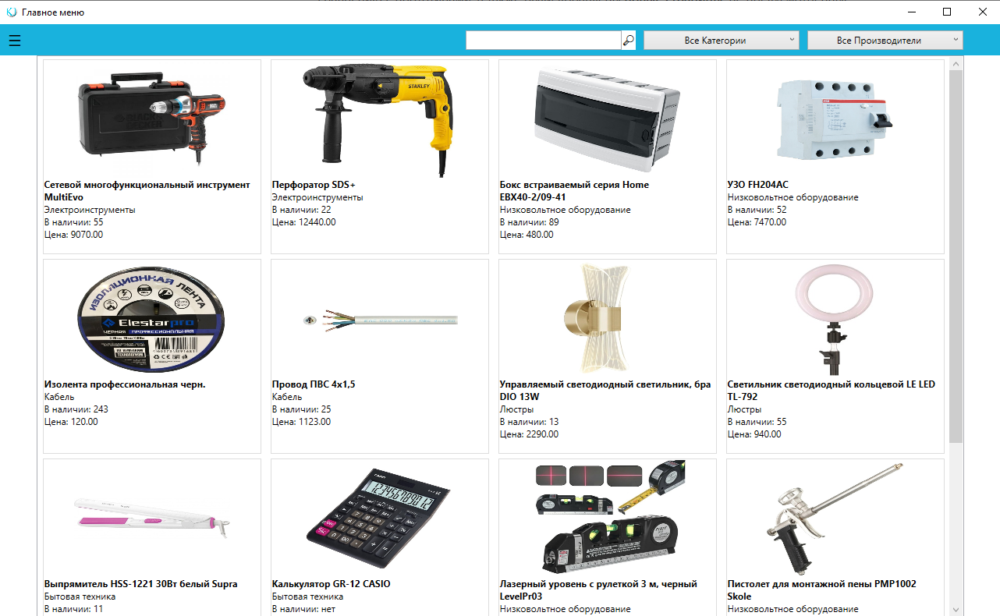 Главное меню
Все Категории
Все Производители
BLACK+
DECKER
STANLEY
Сетевой многофункциональный инструмент
MultiEvo
Электроинструменты
В наличии: 55
Цена: 9070.00
Перфоратор SDS+
Электроинструменты
В наличии: 22
Цена: 12440.00
Бокс встраиваемый серия Home
EBX40-2/09-41
Низковольтное оборудование
В наличии: 89
Цена: 480.00
УЗО FH204AC
Низковольтное оборудование
В наличии: 52
Цена: 7470.00
ИЗОЛЯЦИОННАЯ ЛЕНТА
Elestarpro
ЧЕРНАЯ ПРОФЕССИОНАЛЬНАЯ
Изолента профессиональная черн.
Кабель
В наличии: 243
Цена: 120.00
Провод ПВС 4x1,5
Кабель
В наличии: 25
Цена: 1123.00
Управляемый светодиодный светильник, бра
DIO 13W
Люстры
В наличии: 13
Цена: 2290.00
Светильник светодиодный кольцевой LE LED
TL-792
Люстры
В наличии: 55
Цена: 940.00
123456789012
Выпрямитель HSS-1221 30Вт белый Supra
Бытовая техника
В наличии: 11
Калькулятор GR-12 CASIO
Бытовая техника
В наличии: нет
Лазерный уровень с рулеткой 3 м, черный
LevelPr03
Низковольтное оборудование
Пистолет для монтажной пены PMP1002
Skole
Низковольтное оборудование